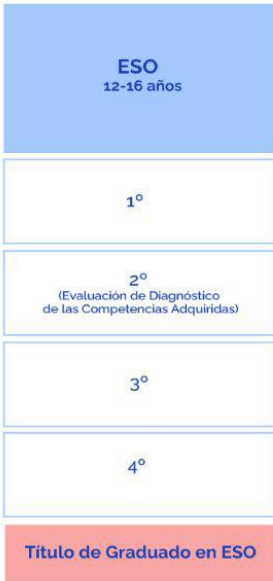 ESO
12-16 años
1º
2º
(Evaluación de Diagnóstico
de las Competencias Adquiridas)
3º
4º
Título de Graduado en ESO